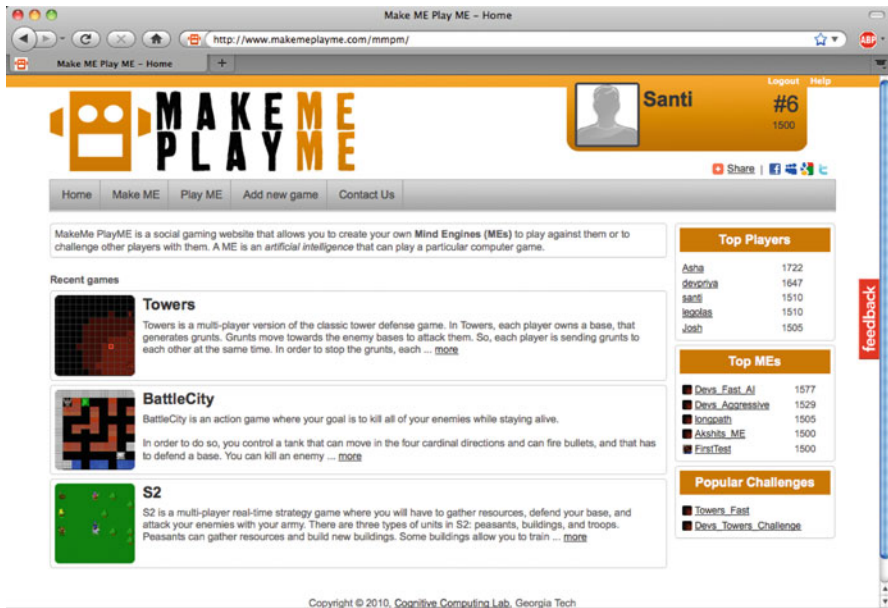 Make ME Play ME – Home
http://www.makemeplayme.com/mmpm/
ABP
Make ME Play ME – Home
+
Logout Help
MAKE ME
PLAY ME
Santi
#6
1500
Share |
Home Make ME Play ME Add new game Contact Us
MakeMe PlayME is a social gaming website that allows you to create your own Mind Engines (MEs) to play against them or to
challenge other players with them. A ME is an artificial intelligence that can play a particular computer game.
Recent games
Towers
Towers is a multi-player version of the classic tower defense game. In Towers, each player owns a base, that
generates grunts. Grunts move towards the enemy bases to attack them. So, each player is sending grunts to
each other at the same time. In order to stop the grunts, each ... more
BattleCity
BattleCity is an action game where your goal is to kill all of your enemies while staying alive.
In order to do so, you control a tank that can move in the four cardinal directions and can fire bullets, and that has
to defend a base. You can kill an enemy ... more
S2
S2 is a multi-player real-time strategy game where you will have to gather resources, defend your base, and
attack your enemies with your army. There are three types of units in S2: peasants, buildings, and troops.
Peasants can gather resources and build new buildings. Some buildings allow you to train ... more
Top Players
Asha 1722
devpriya 1647
santi 1510
legolas 1510
Josh 1505
Top MEs
Devs_Fast_AI 1577
Devs_Aggressive 1529
longpath 1505
Akshits_ME 1500
FirstTest 1500
Popular Challenges
Towers_Fast
Devs_Towers_Challenge
feedback
Copyright © 2010, Cognitive Computing Lab, Georgia Tech